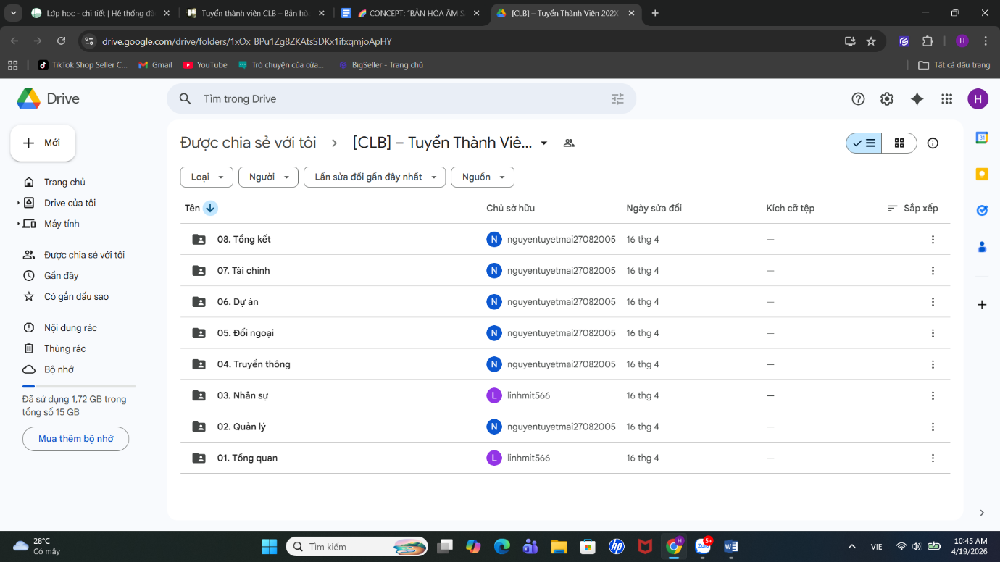 Lớp học - chi tiết | Hệ thống đà
Tuyển thành viên CLB – Bản hòa
CONCEPT: "BẢN HÒA ÂM S
[CLB] – Tuyển Thành Viên 202X
drive.google.com/drive/folders/1xOx_BPu1Zg8ZKAtsSDKx1ifxqmjoApHY
H
TikTok Shop Seller C...
Gmail
YouTube
Trò chuyện của cửa...
BigSeller - Trang chủ
Tất cả dấu trang
Drive
Tìm trong Drive
H
Mới
Được chia sẻ với tôi
[CLB] – Tuyển Thành Viê...
31
Loại
Người
Lần sửa đổi gần đây nhất
Nguồn
Trang chủ
Drive của tôi
Máy tính
Được chia sẻ với tôi
Gần đây
Có gắn dấu sao
Nội dung rác
Thùng rác
Bộ nhớ
Đã sử dụng 1,72 GB trong
tổng số 15 GB
Mua thêm bộ nhớ
Tên Chủ sở hữu Ngày sửa đổi Kích cỡ tệp Sắp xếp
08. Tổng kết N nguyentuyetmai27082005 16 thg 4 —
07. Tài chính N nguyentuyetmai27082005 16 thg 4 —
06. Dự án N nguyentuyetmai27082005 16 thg 4 —
05. Đối ngoại N nguyentuyetmai27082005 16 thg 4 —
04. Truyền thông N nguyentuyetmai27082005 16 thg 4 —
03. Nhân sự L linhmit566 16 thg 4 —
02. Quản lý N nguyentuyetmai27082005 16 thg 4 —
01. Tổng quan L linhmit566 16 thg 4 —
28°C
Có mây
Tìm kiếm
hp
H
Zalo
5+
W
VIE
10:45 AM
4/19/2026